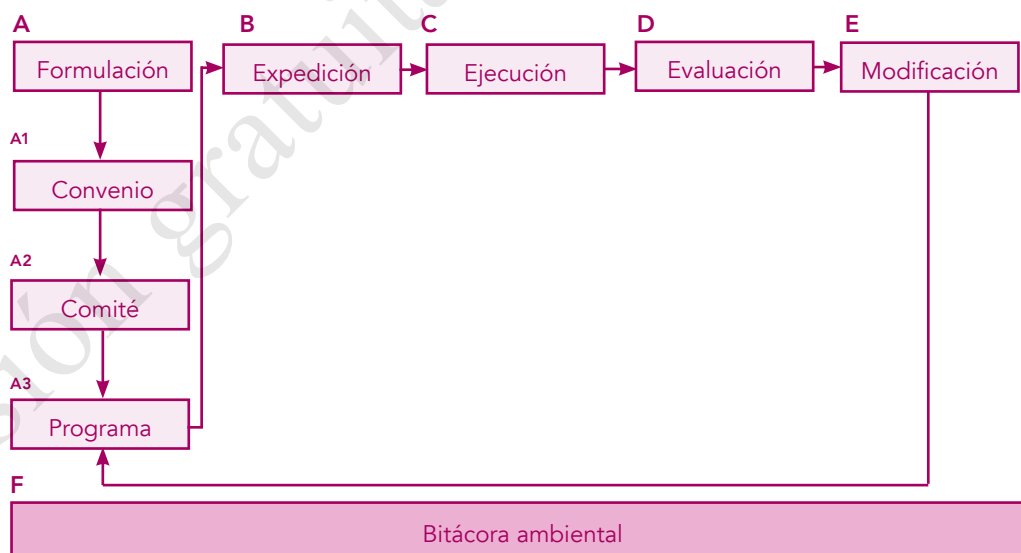 A
Formulación
B
Expedición
C
Ejecución
D
Evaluación
E
Modificación
A1
Convenio
A2
Comité
A3
Programa
F
Bitácora ambiental